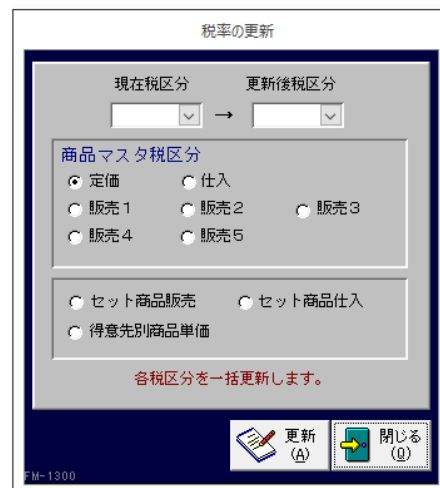 税率の更新
現在税区分 更新後税区分
→
商品マスタ税区分
定価 仕入
販売1 販売2 販売3
販売4 販売5
セット商品販売 セット商品仕入
得意先別商品単価
各税区分を一括更新します。
更新 閉じる
(A) (Q)
FM-1300